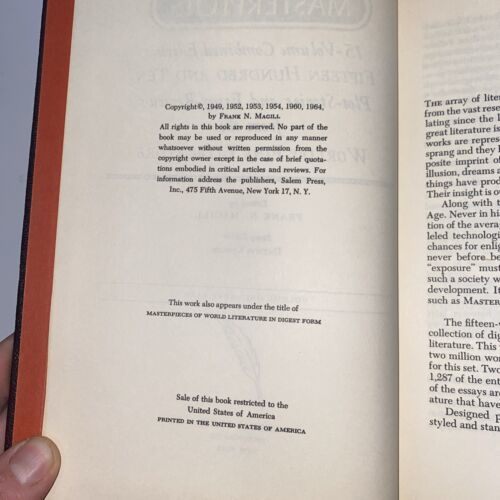 Copyright©, 1949, 1952, 1953, 1954, 1960, 1964,
by FRANK N. MAGILL
All rights in this book are reserved. No part of the
book may be used or reproduced in any manner
whatsoever without written permission from the
copyright owner except in the case of brief quota-
tions embodied in critical articles and reviews. For
information address the publishers, Salem Press,
Inc., 475 Fifth Avenue, New York 17, N. Y.
This work also appears under the title of
MASTERPIECES OF WORLD LITERATURE IN DIGEST FORM
Sale of this book restricted to the
United States of America
PRINTED IN THE UNITED STATES OF AMERICA
THE array of liter
from the vast rese
lating since the l
great literature is
works are repres
sprang and they l
posite imprint of
illusion, dreams a
things have prod
Their insight is ou
Along with t
Age. Never in his
tion of the averag
leled technologi
chances for enlig
never before be
"exposure" must
such a society w
development. It
such as MASTER
The fifteen-v
collection of dig
literature. This
two million wor
for this set. Two
1,287 of the ent
of the essays are
ature that have
Designed p
styled and stan